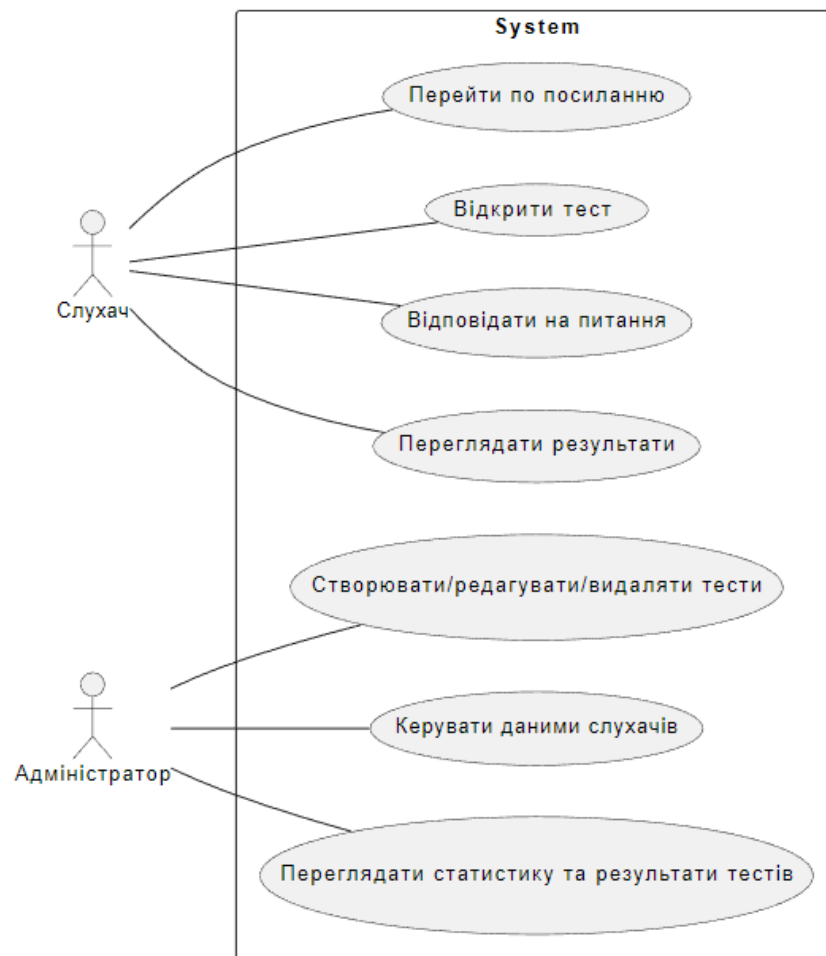 System
Перейти по посиланню
Відкрити тест
Слухач
Відповідати на питання
Переглядати результати
Створювати/редагувати/видаляти тести
Керувати даними слухачів
Адміністратор
Переглядати статистику та результати тестів